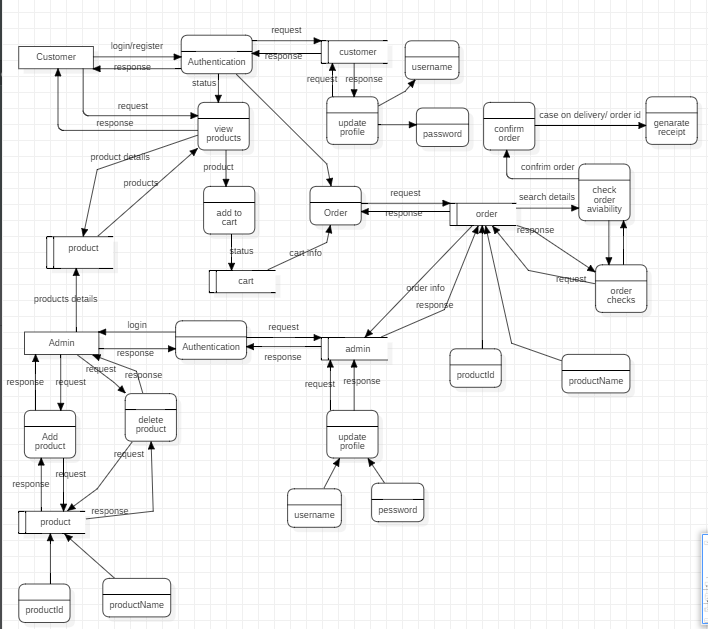 request
login/register
Customer
response
Authentication
response
customer
username
status
request
response
request
response
view
products
update
profile
password
confirm
order
case on delivery/ order id
genarate
receipt
product details
product
products
confrim order
check
order
aviability
search details
add to
cart
Order
request
response
order
response
product
status
cart info
cart
request
order
checks
order info
response
products details
login
request
Admin
response
Authentication
response
admin
request
response
response
request
request
response
productId
productName
Add
product
delete
product
update
profile
request
response
request
response
product
username
pessword
productId
productName